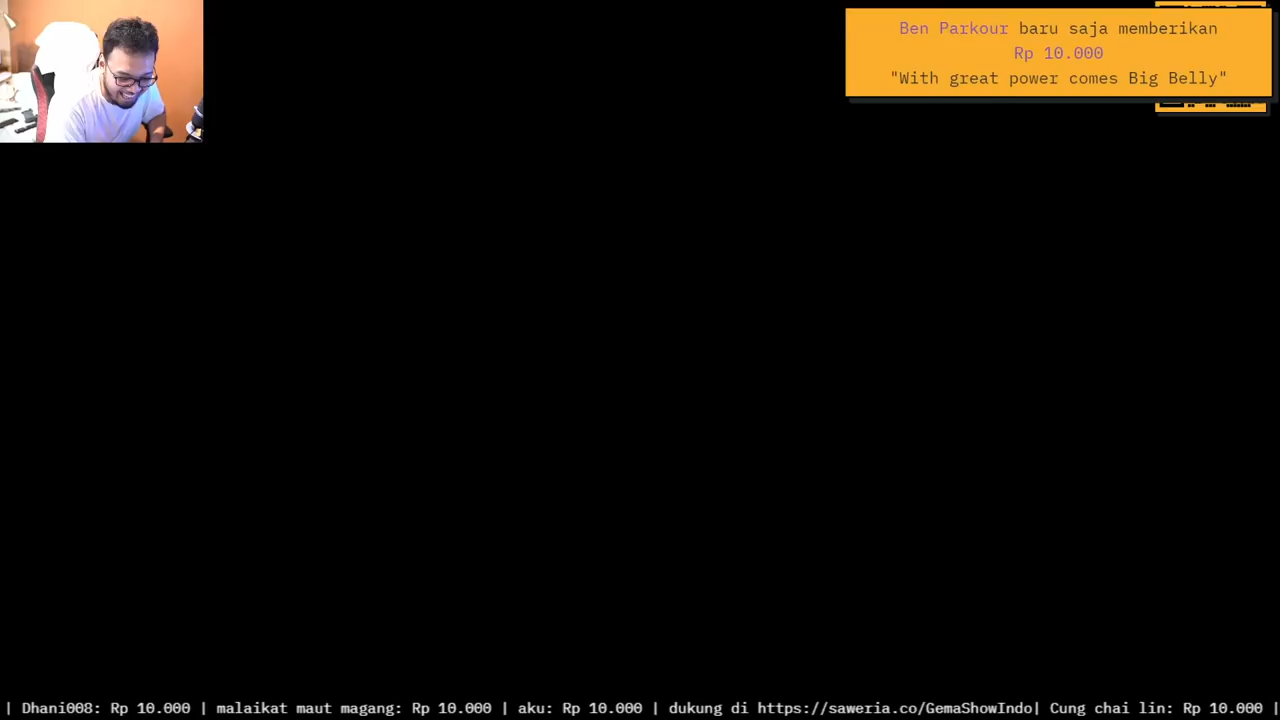 Ben Parkour baru saja memberikan
Rp 10.000
"With great power comes Big Belly"
| Dhani008: Rp 10.000 | malaikat maut magang: Rp 10.000 | aku: Rp 10.000 | dukung di https://saweria.co/GemaShowIndo| Cung chai lin: Rp 10.000 |